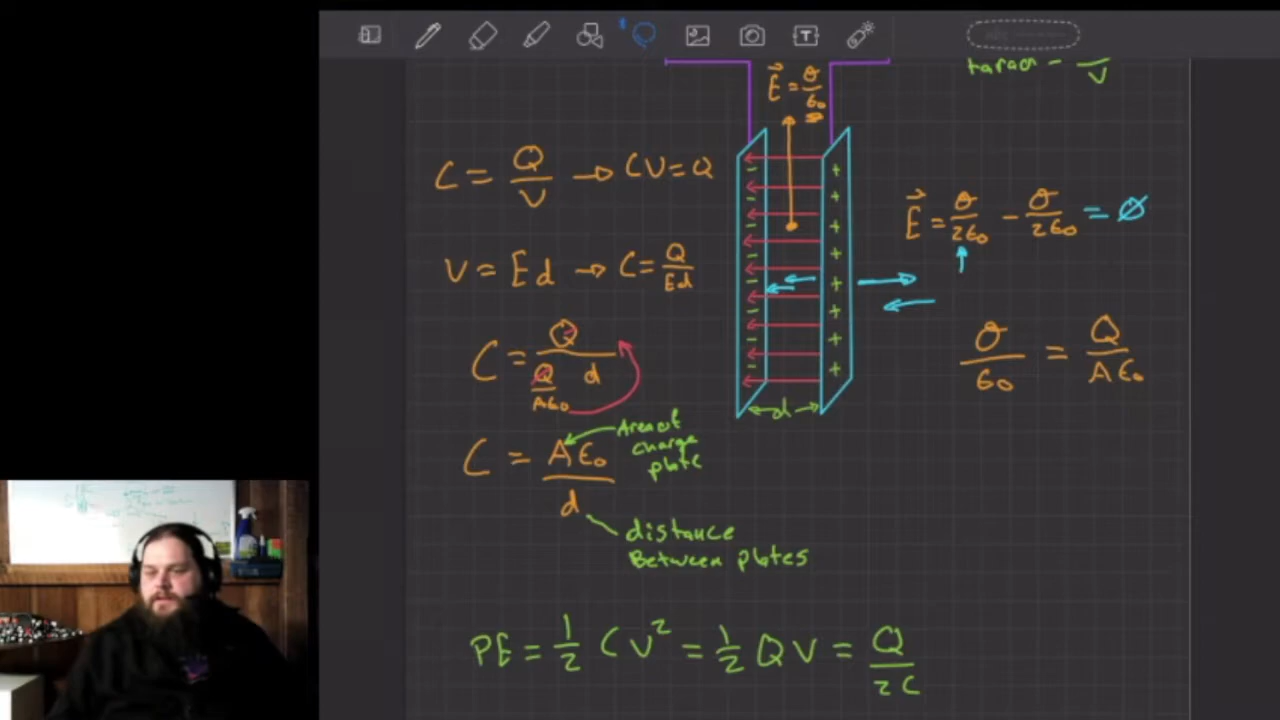 farad = — V
E = σ/ε₀
C = Q/V → CV = Q
V = Ed → C = Q/Ed
E = σ/2ε₀ − σ/2ε₀ = ∅
C = Q / (Q/Aε₀ d)
σ/ε₀ = Q/Aε₀
− − − − − − − −
+ + + + + + + +
d
C = Aε₀/d
Area of
charge
plate
distance
Between plates
PE = 1/2 CV² = 1/2 QV = Q/2C